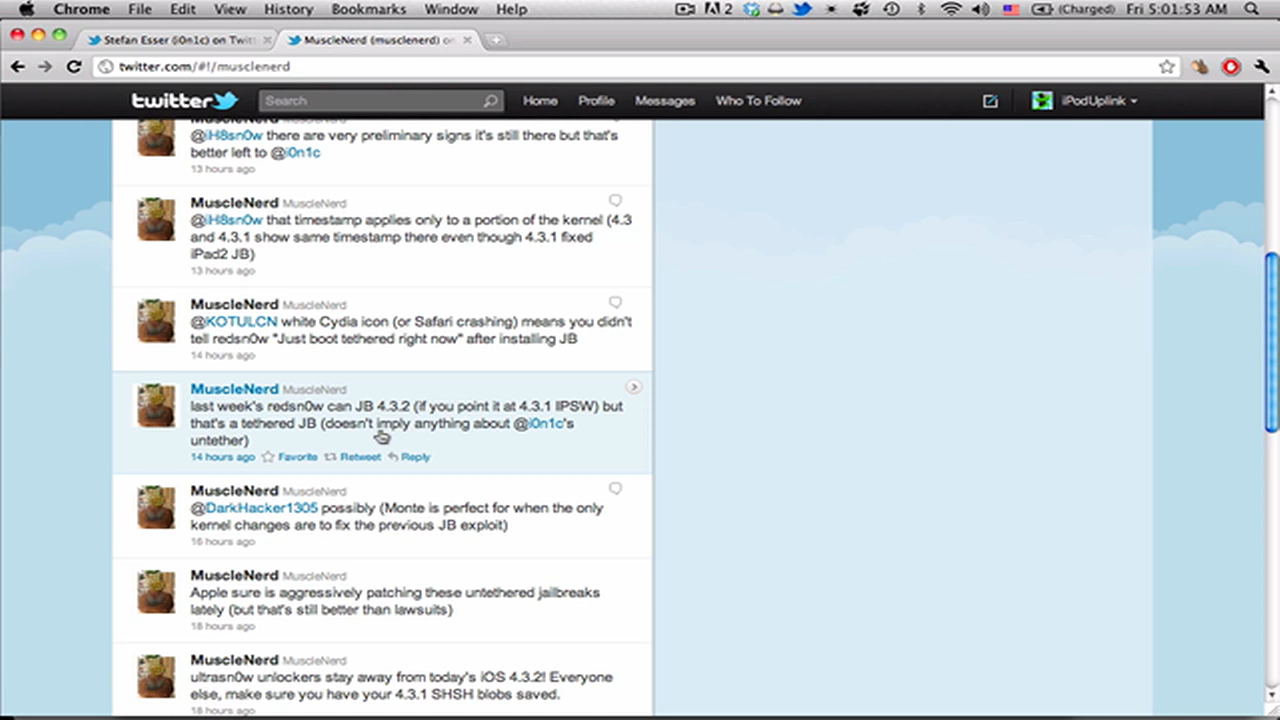 Chrome File Edit View History Bookmarks Window Help 2 (Charged) Fri 5:01:53 AM
Stefan Esser (i0n1c) on Twit MuscleNerd (musclenerd) on
twitter.com/#!/musclenerd
twitter Search Home Profile Messages Who To Follow iPodUplink
MuscleNerd MuscleNerd
@iH8sn0w there are very preliminary signs it's still there but that's
better left to @i0n1c
13 hours ago
MuscleNerd MuscleNerd
@iH8sn0w that timestamp applies only to a portion of the kernel (4.3
and 4.3.1 show same timestamp there even though 4.3.1 fixed
iPad2 JB)
13 hours ago
MuscleNerd MuscleNerd
@KOTULCN white Cydia icon (or Safari crashing) means you didn't
tell redsn0w "Just boot tethered right now" after installing JB
14 hours ago
MuscleNerd MuscleNerd
last week's redsn0w can JB 4.3.2 (if you point it at 4.3.1 IPSW) but
that's a tethered JB (doesn't imply anything about @i0n1c's
untether)
14 hours ago Favorite Retweet Reply
MuscleNerd MuscleNerd
@DarkHacker1305 possibly (Monte is perfect for when the only
kernel changes are to fix the previous JB exploit)
16 hours ago
MuscleNerd MuscleNerd
Apple sure is aggressively patching these untethered jailbreaks
lately (but that's still better than lawsuits)
18 hours ago
MuscleNerd MuscleNerd
ultrasn0w unlockers stay away from today's iOS 4.3.2! Everyone
else, make sure you have your 4.3.1 SHSH blobs saved.
18 hours ago